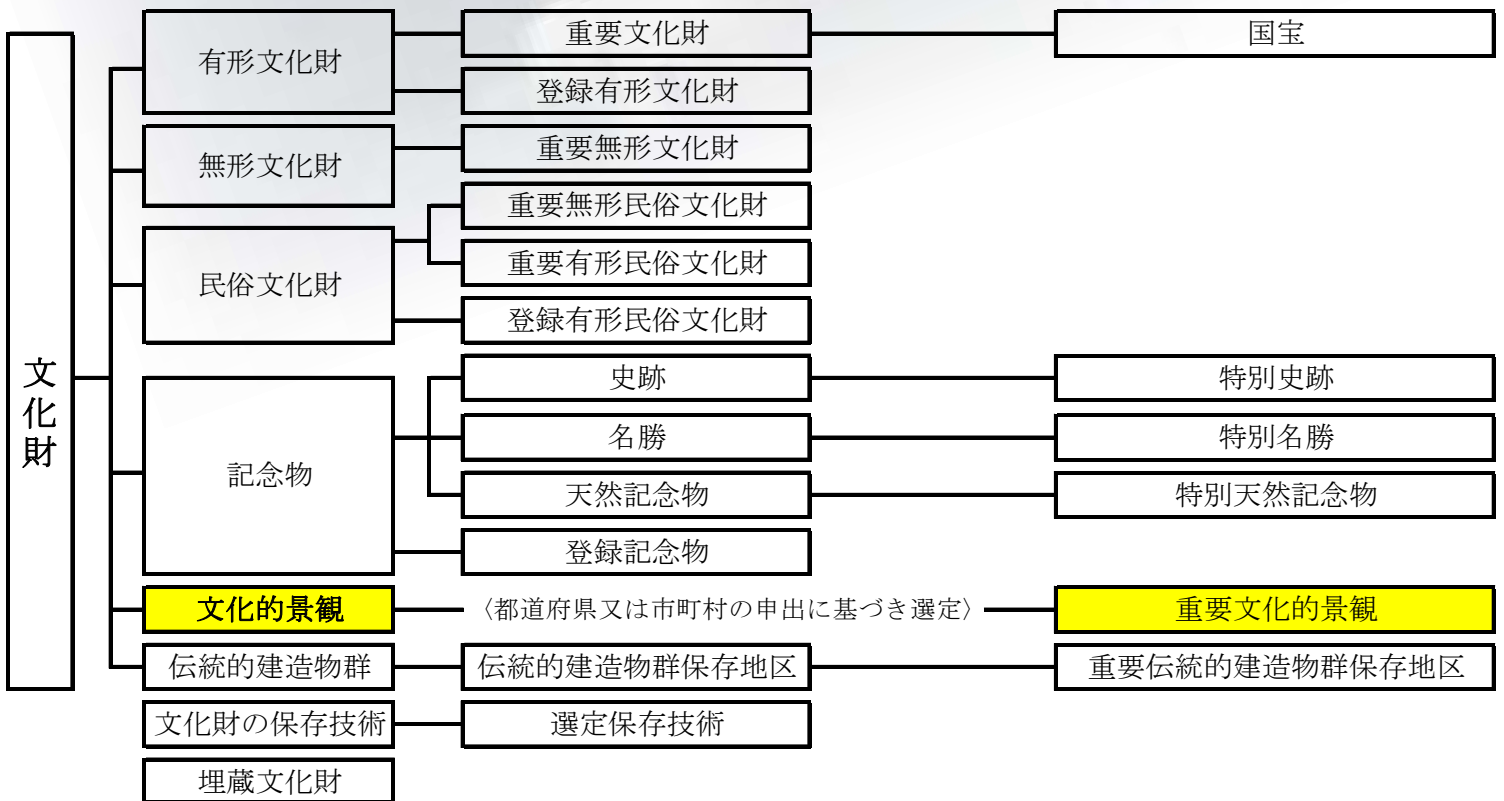 文化財
有形文化財
重要文化財
国宝
登録有形文化財
無形文化財
重要無形文化財
民俗文化財
重要無形民俗文化財
重要有形民俗文化財
登録有形民俗文化財
記念物
史跡
特別史跡
名勝
特別名勝
天然記念物
特別天然記念物
登録記念物
文化的景観
〈都道府県又は市町村の申出に基づき選定〉
重要文化的景観
伝統的建造物群
伝統的建造物群保存地区
重要伝統的建造物群保存地区
文化財の保存技術
選定保存技術
埋蔵文化財